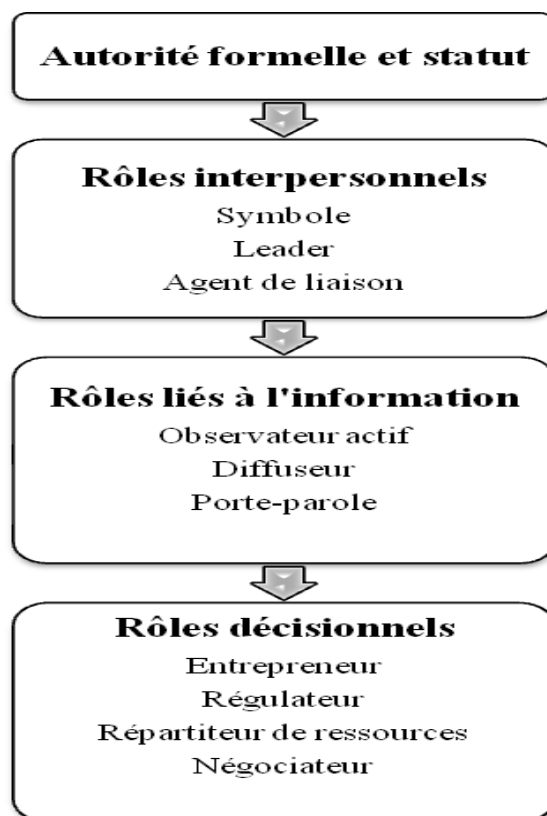 Autorité formelle et statut
Rôles interpersonnels
Symbole
Leader
Agent de liaison
Rôles liés à l'information
Observateur actif
Diffuseur
Porte-parole
Rôles décisionnels
Entrepreneur
Régulateur
Répartiteur de ressources
Négociateur